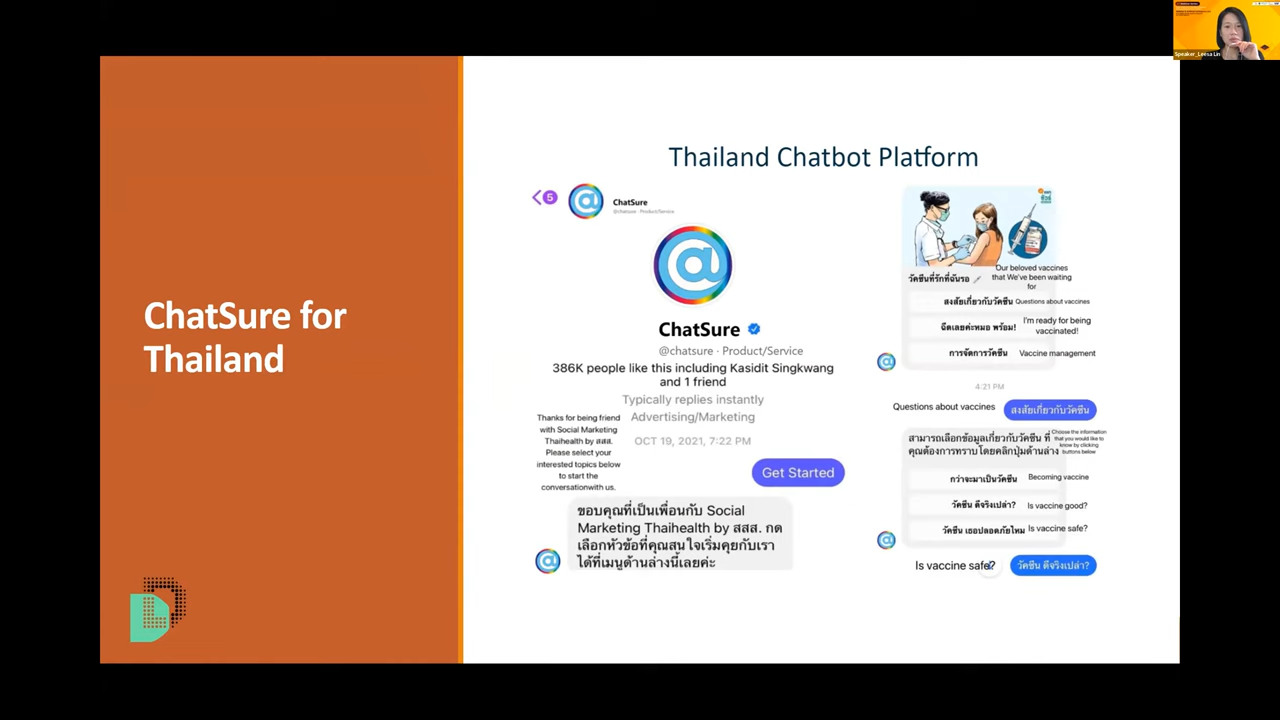 Speaker_Leesa Lin
ChatSure for
Thailand
Thailand Chatbot Platform
5
ChatSure
@chatsure · Product/Service
ChatSure
@chatsure · Product/Service
386K people like this including Kasidit Singkwang
and 1 friend
Typically replies instantly
Advertising/Marketing
OCT 19, 2021, 7:22 PM
Thanks for being friend
with Social Marketing
Thaihealth by สสส.
Please select your
interested topics below
to start the
conversationwith us.
Get Started
ขอบคุณที่เป็นเพื่อนกับ Social
Marketing Thaihealth by สสส. กด
เลือกหัวข้อที่คุณสนใจเริ่มคุยกับเรา
ได้ที่เมนูด้านล่างนี้เลยค่ะ
วัคซีนที่รักที่ฉันรอ
Our beloved vaccines
that We've been waiting
for
สงสัยเกี่ยวกับวัคซีน Questions about vaccines
ฉีดเลยค่ะหมอ พร้อม!
I'm ready for being
vaccinated!
การจัดการวัคซีน Vaccine management
4:21 PM
Questions about vaccines สงสัยเกี่ยวกับวัคซีน
สามารถเลือกข้อมูลเกี่ยวกับวัคซีน ที่
คุณต้องการทราบ โดยคลิกปุ่มด้านล่าง
Choose the information
that you would like to
know by clicking
buttons below
กว่าจะมาเป็นวัคซีน Becoming vaccine
วัคซีน ดีจริงเปล่า? Is vaccine good?
วัคซีน เธอปลอดภัยไหม Is vaccine safe?
Is vaccine safe? วัคซีน ดีจริงเปล่า?